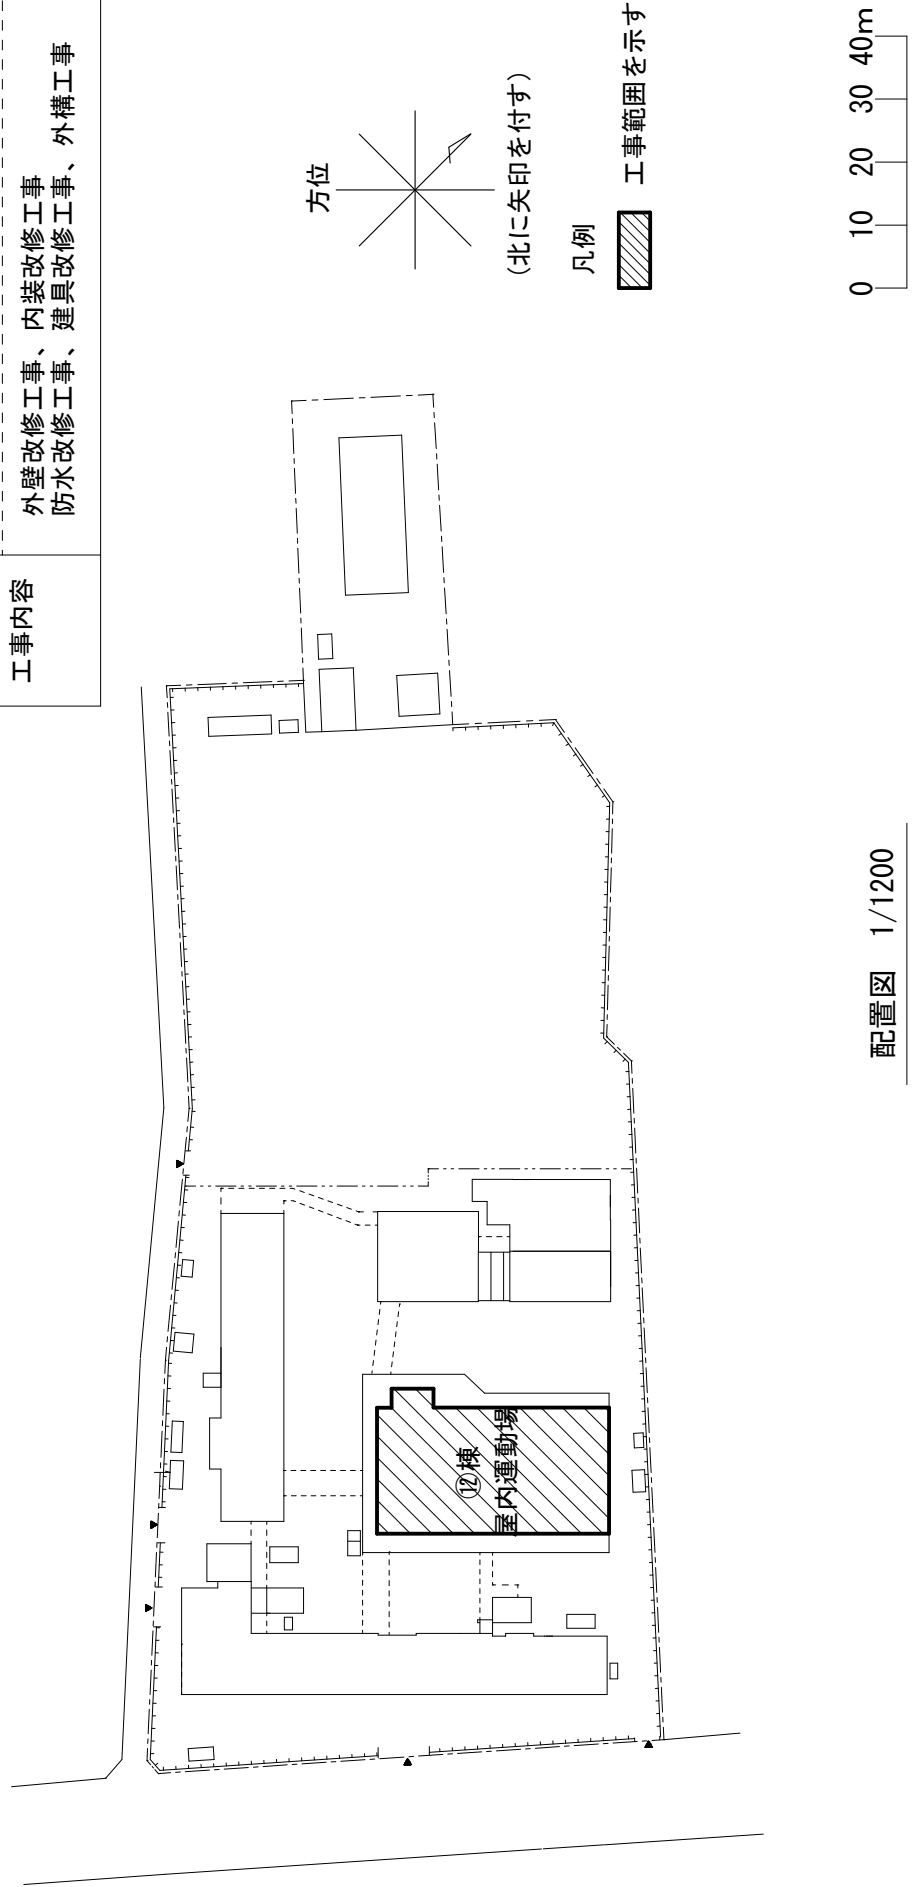 工事内容
外壁改修工事、内装改修工事
防水改修工事、建具改修工事、外構工事
方位
(北に矢印を付す)
凡例
工事範囲を示す
⑫棟
屋内運動場
配置図 1/1200
0 10 20 30 40m